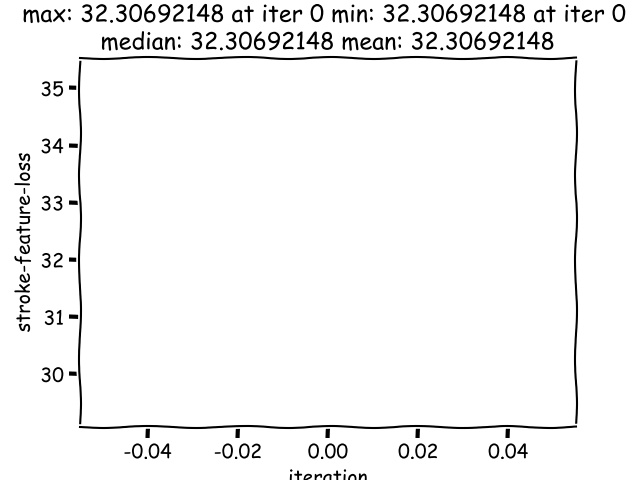 max: 32.30692148 at iter 0 min: 32.30692148 at iter 0
median: 32.30692148 mean: 32.30692148
35
34
33
32
31
30
stroke-feature-loss
-0.04 -0.02 0.00 0.02 0.04
iteration